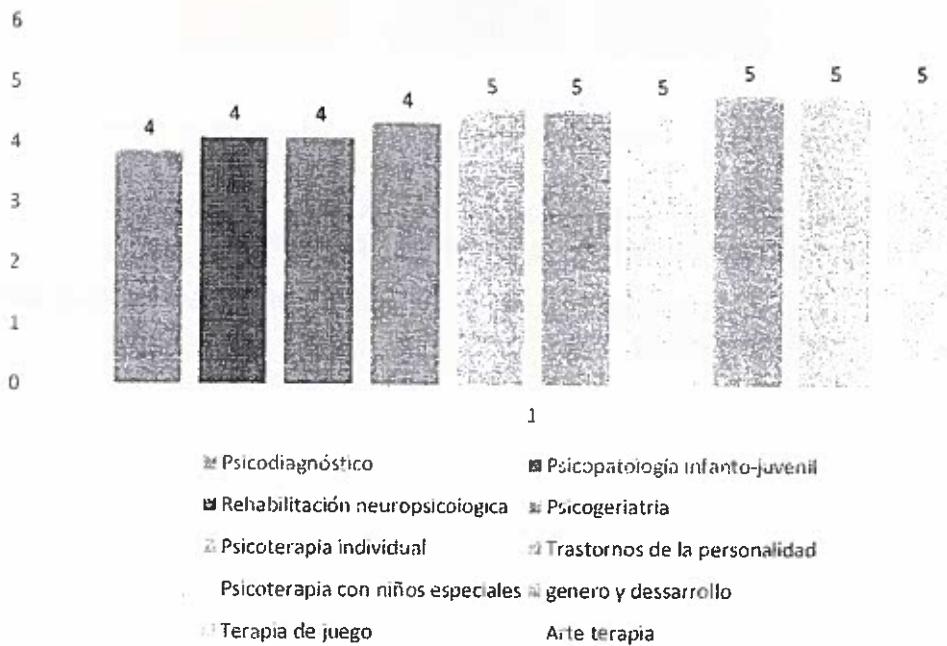 6
5
4
3
2
1
0
4 4 4 4 5 5 5 5 5 5
1
Psicodiagnóstico Psicopatología infanto-juvenil
Rehabilitación neuropsicologica Psicogeriatria
Psicoterapia individual Trastornos de la personalidad
Psicoterapia con niños especiales genero y dessarrollo
Terapia de juego Arte terapia